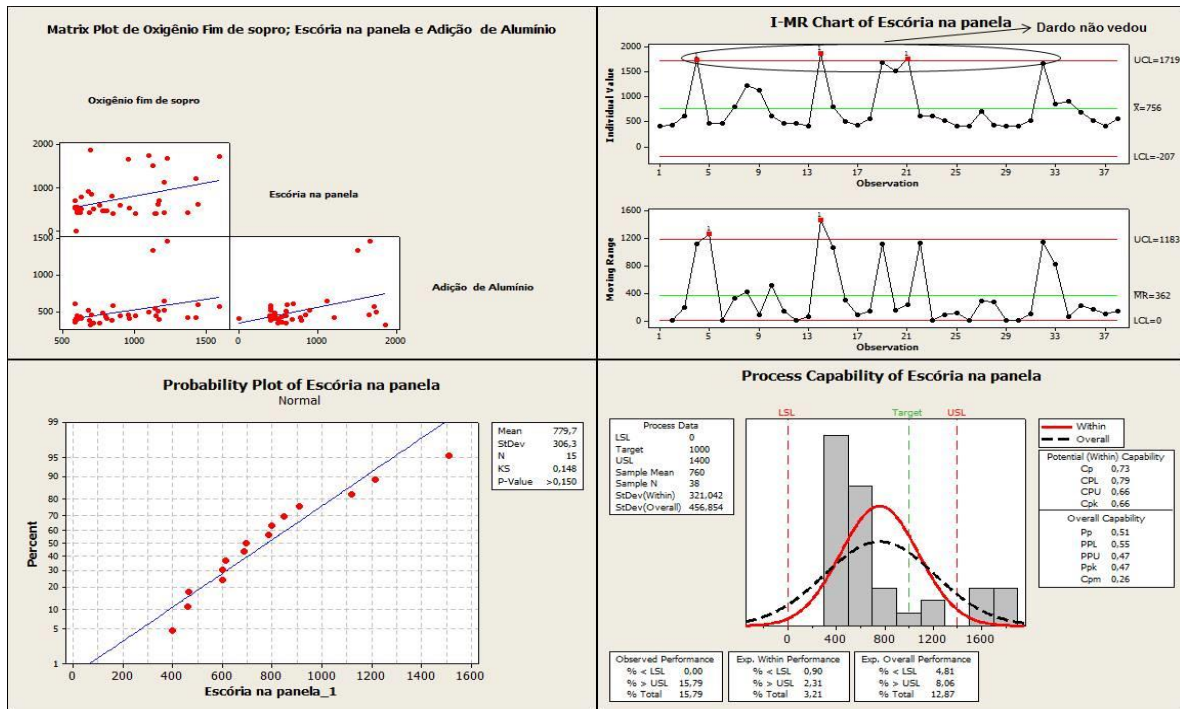 Matrix Plot de Oxigênio Fim de sopro; Escória na panela e Adição de Alumínio
Oxigênio fim de sopro
2000
1000
0
Escória na panela
1500
1000
500
Adição de Alumínio
500 1000 1500 0 1000 2000
I-MR Chart of Escória na panela
Dardo não vedou
Individual Value
2000
1500
1000
500
0
1 1 1
UCL=1719
X=756
LCL=-207
1 5 9 13 17 21 25 29 33 37
Observation
Moving Range
1600
1200
800
400
0
1 1
UCL=1183
MR=362
LCL=0
1 5 9 13 17 21 25 29 33 37
Observation
Probability Plot of Escória na panela
Normal
Percent
99
95
90
80
70
60
50
40
30
20
10
5
1
0 200 400 600 800 1000 1200 1400 1600
Escória na panela_1
Mean 779,7
StDev 306,3
N 15
KS 0,148
P-Value >0,150
Process Capability of Escória na panela
LSL Target USL
Process Data
LSL 0
Target 1000
USL 1400
Sample Mean 760
Sample N 38
StDev(Within) 321,042
StDev(Overall) 456,854
0 400 800 1200 1600
Within
Overall
Potential (Within) Capability
Cp 0,73
CPL 0,79
CPU 0,66
Cpk 0,66
Overall Capability
Pp 0,51
PPL 0,55
PPU 0,47
Ppk 0,47
Cpm 0,26
Observed Performance
% < LSL 0,00
% > USL 15,79
% Total 15,79
Exp. Within Performance
% < LSL 0,90
% > USL 2,31
% Total 3,21
Exp. Overall Performance
% < LSL 4,81
% > USL 8,06
% Total 12,87